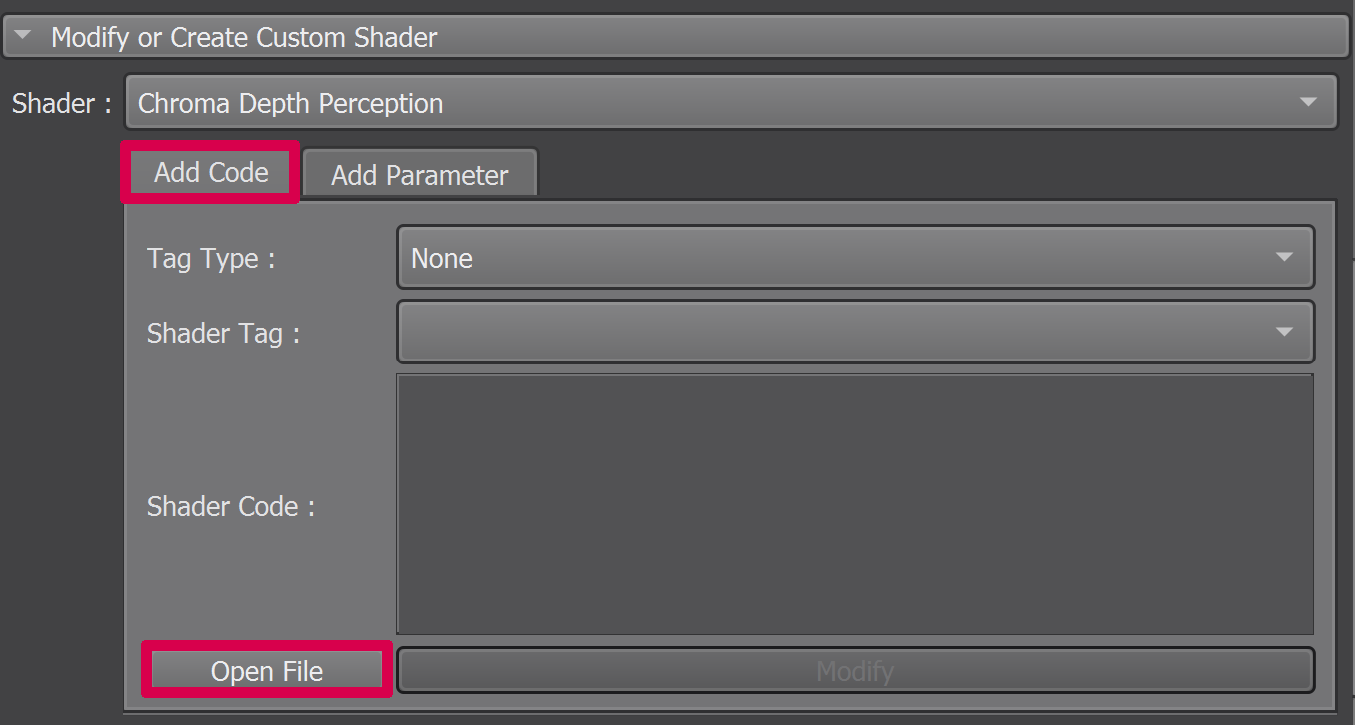 Modify or Create Custom Shader
Shader : Chroma Depth Perception
Add Code Add Parameter
Tag Type : None
Shader Tag :
Shader Code :
Open File Modify